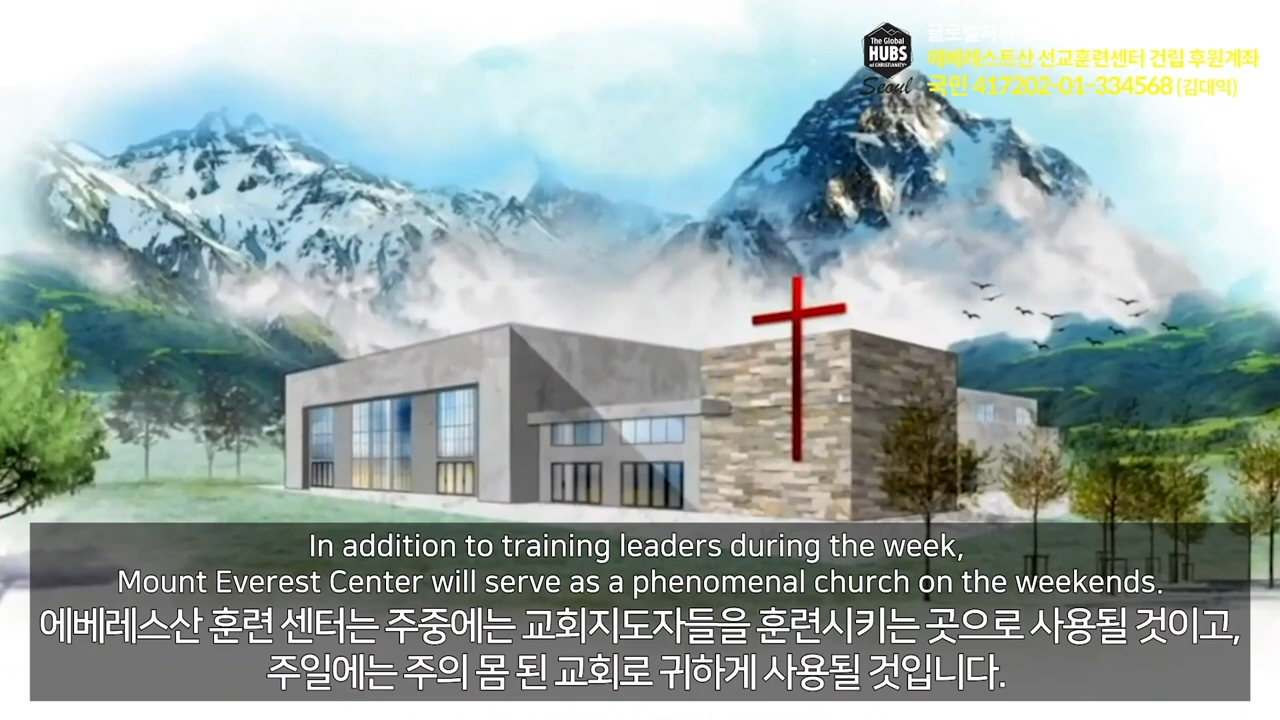 The Global
HUBS
of CHRISTIANITY
Seoul
에베레스트산 선교훈련센터 건립 후원계좌
국민 417202-01-334568 (김대억)
In addition to training leaders during the week,
Mount Everest Center will serve as a phenomenal church on the weekends.
에베레스산 훈련 센터는 주중에는 교회지도자들을 훈련시키는 곳으로 사용될 것이고,
주일에는 주의 몸 된 교회로 귀하게 사용될 것입니다.